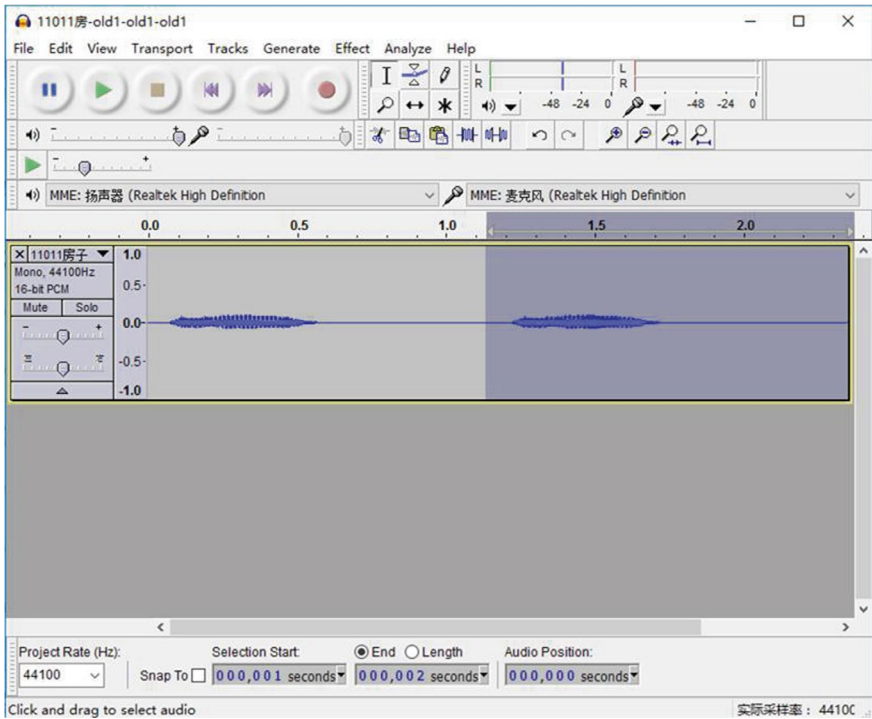 11011房-old1-old1-old1
File Edit View Transport Tracks Generate Effect Analyze Help
L
R
-48 -24 0
L
R
-48 -24 0
MME: 扬声器 (Realtek High Definition
MME: 麦克风 (Realtek High Definition
0.0 0.5 1.0 1.5 2.0
11011房子
Mono, 44100Hz
16-bit PCM
Mute Solo
- +
1.0
0.5
0.0
-0.5
-1.0
Project Rate (Hz): Selection Start: End Length Audio Position:
44100 Snap To 000,001 seconds 000,002 seconds 000,000 seconds
Click and drag to select audio
实际采样率: 4410